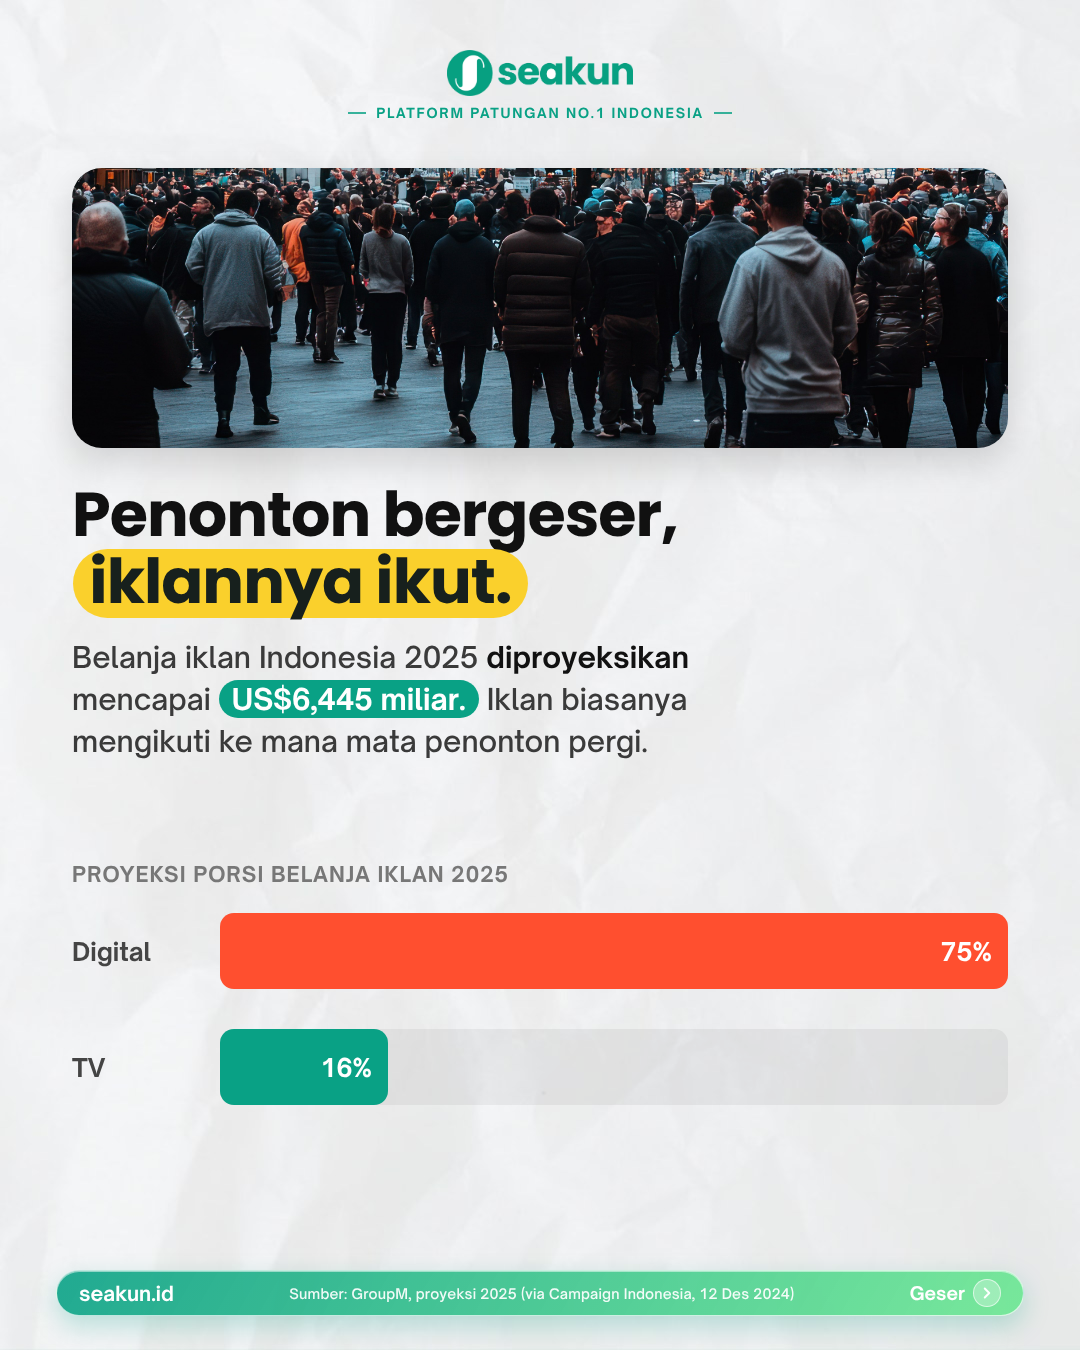 seakun
PLATFORM PATUNGAN NO.1 INDONESIA
Penonton bergeser,
iklannya ikut.
Belanja iklan Indonesia 2025 diproyeksikan
mencapai US$6,445 miliar. Iklan biasanya
mengikuti ke mana mata penonton pergi.
PROYEKSI PORSI BELANJA IKLAN 2025
Digital 75%
TV 16%
seakun.id Sumber: GroupM, proyeksi 2025 (via Campaign Indonesia, 12 Des 2024) Geser